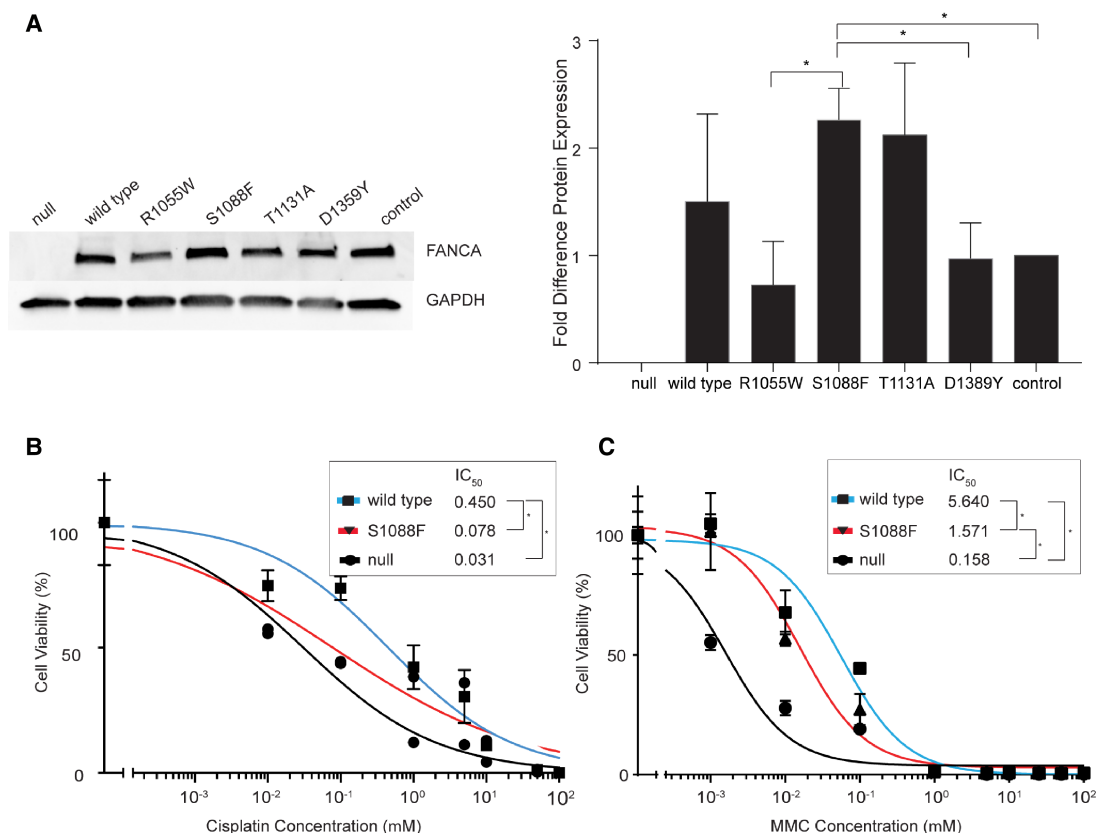 A
null
wild type
R1055W
S1088F
T1131A
D1359Y
control
FANCA
GAPDH
Fold Difference Protein Expression
3
2
1
0
*
*
*
null wild type R1055W S1088F T1131A D1389Y control
B
Cell Viability (%)
100
50
0
IC50
wild type 0.450
S1088F 0.078
null 0.031
*
*
10-3 10-2 10-1 100 101 102
Cisplatin Concentration (mM)
C
Cell Viability (%)
100
50
0
IC50
wild type 5.640
S1088F 1.571
null 0.158
*
*
*
10-3 10-2 10-1 100 101 102
MMC Concentration (mM)